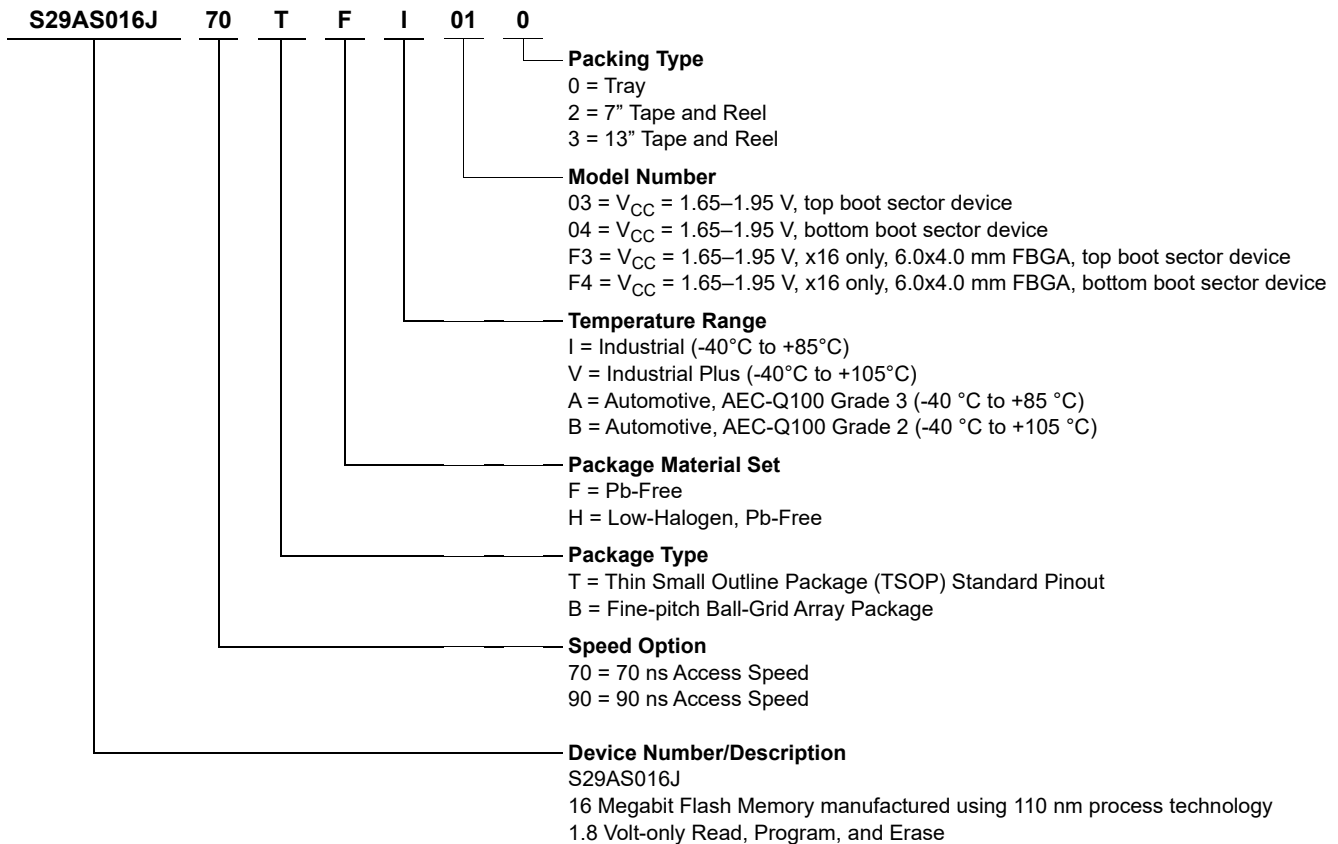 S29AS016J 70 T F I 01 0
Packing Type
0 = Tray
2 = 7” Tape and Reel
3 = 13” Tape and Reel
Model Number
03 = VCC = 1.65–1.95 V, top boot sector device
04 = VCC = 1.65–1.95 V, bottom boot sector device
F3 = VCC = 1.65–1.95 V, x16 only, 6.0x4.0 mm FBGA, top boot sector device
F4 = VCC = 1.65–1.95 V, x16 only, 6.0x4.0 mm FBGA, bottom boot sector device
Temperature Range
I = Industrial (-40°C to +85°C)
V = Industrial Plus (-40°C to +105°C)
A = Automotive, AEC-Q100 Grade 3 (-40 °C to +85 °C)
B = Automotive, AEC-Q100 Grade 2 (-40 °C to +105 °C)
Package Material Set
F = Pb-Free
H = Low-Halogen, Pb-Free
Package Type
T = Thin Small Outline Package (TSOP) Standard Pinout
B = Fine-pitch Ball-Grid Array Package
Speed Option
70 = 70 ns Access Speed
90 = 90 ns Access Speed
Device Number/Description
S29AS016J
16 Megabit Flash Memory manufactured using 110 nm process technology
1.8 Volt-only Read, Program, and Erase